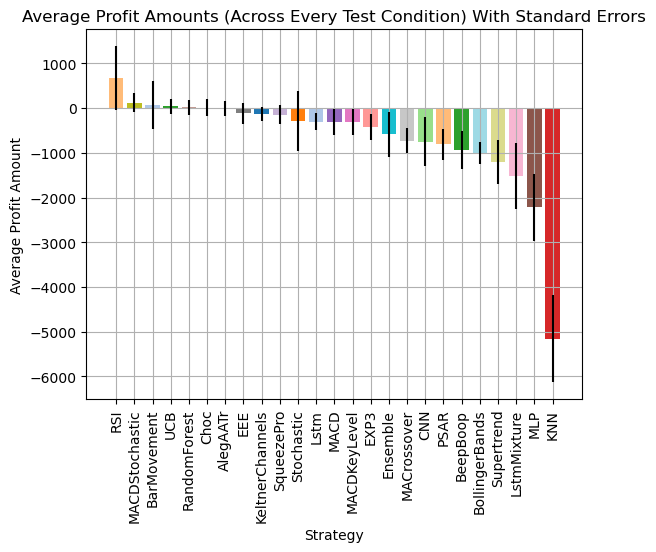 Average Profit Amounts (Across Every Test Condition) With Standard Errors
1000
0
−1000
−2000
−3000
−4000
−5000
−6000
Average Profit Amount
RSI
MACDStochastic
BarMovement
UCB
RandomForest
Choc
AlegAATr
EEE
KeltnerChannels
SqueezePro
Stochastic
Lstm
MACD
MACDKeyLevel
EXP3
Ensemble
MACrossover
CNN
PSAR
BeepBoop
BollingerBands
Supertrend
LstmMixture
MLP
KNN
Strategy